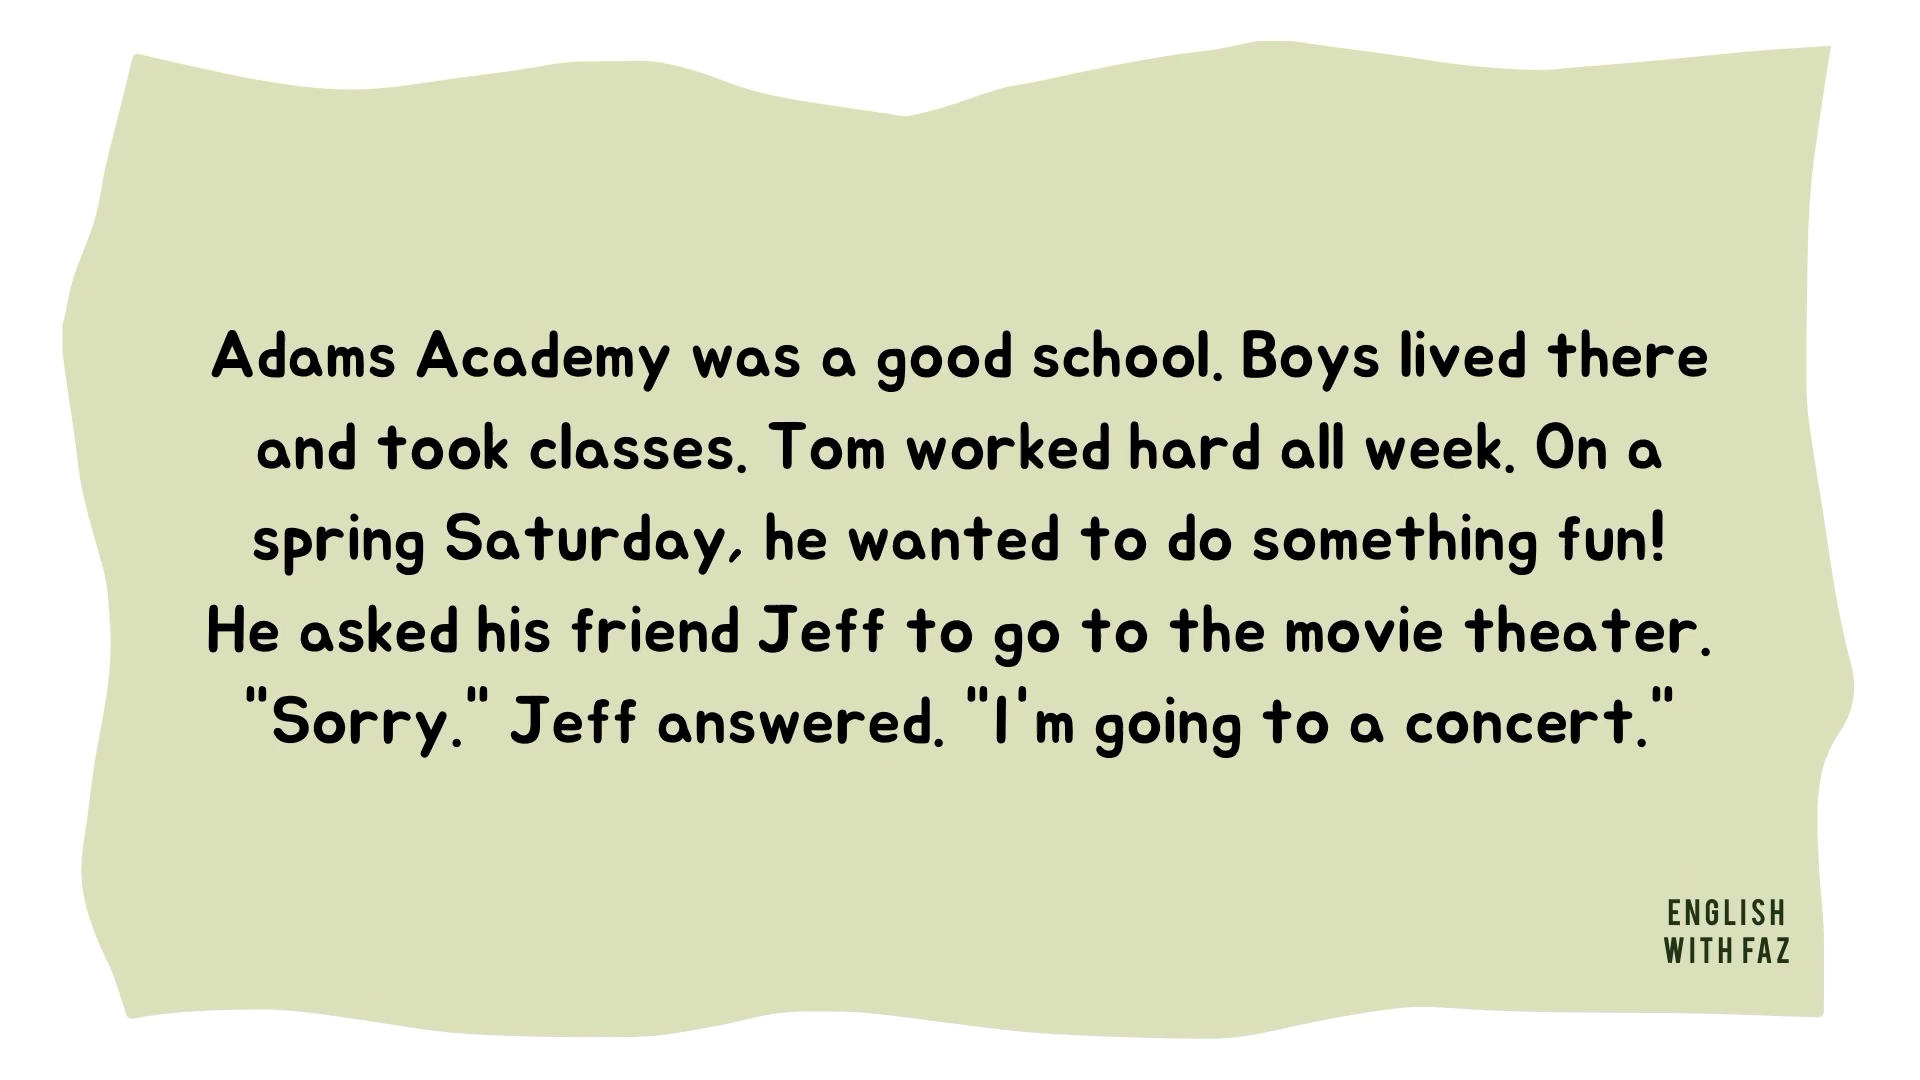 Adams Academy was a good school. Boys lived there
and took classes. Tom worked hard all week. On a
spring Saturday, he wanted to do something fun!
He asked his friend Jeff to go to the movie theater.
"Sorry." Jeff answered. "I'm going to a concert."
ENGLISH
WITH FAZ